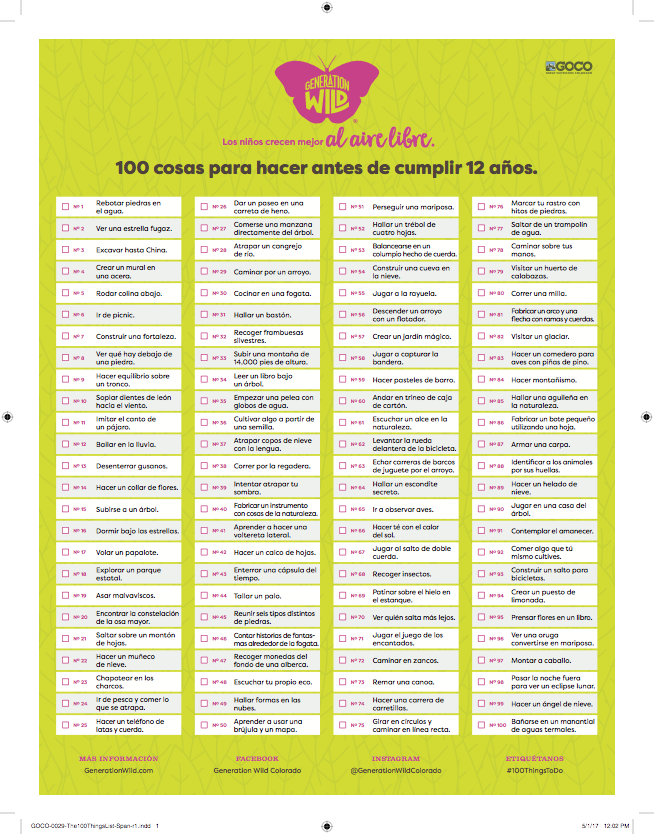 GOCO
GREAT OUTDOORS COLORADO
GENERATION
WILD
Los niños crecen mejor al aire libre.
100 cosas para hacer antes de cumplir 12 años.
Nº 1 Rebotar piedras en
el agua.
Nº 2 Ver una estrella fugaz.
Nº 3 Excavar hasta China.
Nº 4 Crear un mural en
una acera.
Nº 5 Rodar colina abajo.
Nº 6 Ir de picnic.
Nº 7 Construir una fortaleza.
Nº 8 Ver qué hay debajo de
una piedra.
Nº 9 Hacer equilibrio sobre
un tronco.
Nº 10 Soplar dientes de león
hacia el viento.
Nº 11 Imitar el canto de
un pájaro.
Nº 12 Bailar en la lluvia.
Nº 13 Desenterrar gusanos.
Nº 14 Hacer un collar de flores.
Nº 15 Subirse a un árbol.
Nº 16 Dormir bajo las estrellas.
Nº 17 Volar un papalote.
Nº 18 Explorar un parque
estatal.
Nº 19 Asar malvaviscos.
Nº 20 Encontrar la constelación
de la osa mayor.
Nº 21 Saltar sobre un montón
de hojas.
Nº 22 Hacer un muñeco
de nieve.
Nº 23 Chapotear en los
charcos.
Nº 24 Ir de pesca y comer lo
que se atrapa.
Nº 25 Hacer un teléfono de
latas y cuerda.
Nº 26 Dar un paseo en una
carreta de heno.
Nº 27 Comerse una manzana
directamente del árbol.
Nº 28 Atrapar un cangrejo
de río.
Nº 29 Caminar por un arroyo.
Nº 30 Cocinar en una fogata.
Nº 31 Hallar un bastón.
Nº 32 Recoger frambuesas
silvestres.
Nº 33 Subir una montaña de
14,000 pies de altura.
Nº 34 Leer un libro bajo
un árbol.
Nº 35 Empezar una pelea con
globos de agua.
Nº 36 Cultivar algo a partir de
una semilla.
Nº 37 Atrapar copos de nieve
con la lengua.
Nº 38 Correr por la regadera.
Nº 39 Intentar atrapar tu
sombra.
Nº 40 Fabricar un instrumento
con cosas de la naturaleza.
Nº 41 Aprender a hacer una
voltereta lateral.
Nº 42 Hacer un calco de hojas.
Nº 43 Enterrar una cápsula del
tiempo.
Nº 44 Tallar un palo.
Nº 45 Reunir seis tipos distintos
de piedras.
Nº 46 Contar historias de fantas-
mas alrededor de la fogata.
Nº 47 Recoger monedas del
fondo de una alberca.
Nº 48 Escuchar tu propio eco.
Nº 49 Hallar formas en las
nubes.
Nº 50 Aprender a usar una
brújula y un mapa.
Nº 51 Perseguir una mariposa.
Nº 52 Hallar un trébol de
cuatro hojas.
Nº 53 Balancearse en un
columpio hecho de cuerda.
Nº 54 Construir una cueva en
la nieve.
Nº 55 Jugar a la rayuela.
Nº 56 Descender un arroyo
con un flotador.
Nº 57 Crear un jardín mágico.
Nº 58 Jugar a capturar la
bandera.
Nº 59 Hacer pasteles de barro.
Nº 60 Andar en trineo de caja
de cartón.
Nº 61 Escuchar un alce en la
naturaleza.
Nº 62 Levantar la rueda
delantera de la bicicleta.
Nº 63 Echar carreras de barcos
de juguete por el arroyo.
Nº 64 Hallar un escondite
secreto.
Nº 65 Ir a observar aves.
Nº 66 Hacer té con el calor
del sol.
Nº 67 Jugar al salto de doble
cuerda.
Nº 68 Recoger insectos.
Nº 69 Patinar sobre el hielo en
el estanque.
Nº 70 Ver quién salta más lejos.
Nº 71 Jugar el juego de los
encantados.
Nº 72 Caminar en zancos.
Nº 73 Remar una canoa.
Nº 74 Hacer una carrera de
carretillas.
Nº 75 Girar en círculos y
caminar en línea recta.
Nº 76 Marcar tu rastro con
hitos de piedras.
Nº 77 Saltar de un trampolín
de agua.
Nº 78 Caminar sobre tus
manos.
Nº 79 Visitar un huerto de
calabazas.
Nº 80 Correr una milla.
Nº 81 Fabricar un arco y una
flecha con ramas y cuerdas.
Nº 82 Visitar un glaciar.
Nº 83 Hacer un comedero para
aves con piñas de pino.
Nº 84 Hacer montañismo.
Nº 85 Hallar una aguileña en
la naturaleza.
Nº 86 Fabricar un bote pequeño
utilizando una hoja.
Nº 87 Armar una carpa.
Nº 88 Identificar a los animales
por sus huellas.
Nº 89 Hacer un helado de
nieve.
Nº 90 Jugar en una casa del
árbol.
Nº 91 Contemplar el amanecer.
Nº 92 Comer algo que tú
mismo cultives.
Nº 93 Construir un salto para
bicicletas.
Nº 94 Crear un puesto de
limonada.
Nº 95 Prensar flores en un libro.
Nº 96 Ver una oruga
convertirse en mariposa.
Nº 97 Montar a caballo.
Nº 98 Pasar la noche fuera
para ver un eclipse lunar.
Nº 99 Hacer un ángel de nieve.
Nº 100 Bañarse en un manantial
de aguas termales.
MÁS INFORMACIÓN
GenerationWild.com
FACEBOOK
Generation Wild Colorado
INSTAGRAM
@GenerationWildColorado
ETIQUÉTANOS
#100ThingsToDo
GOCO-0029-The100ThingsList-Span-r1.indd 1
5/1/17 12:02 PM